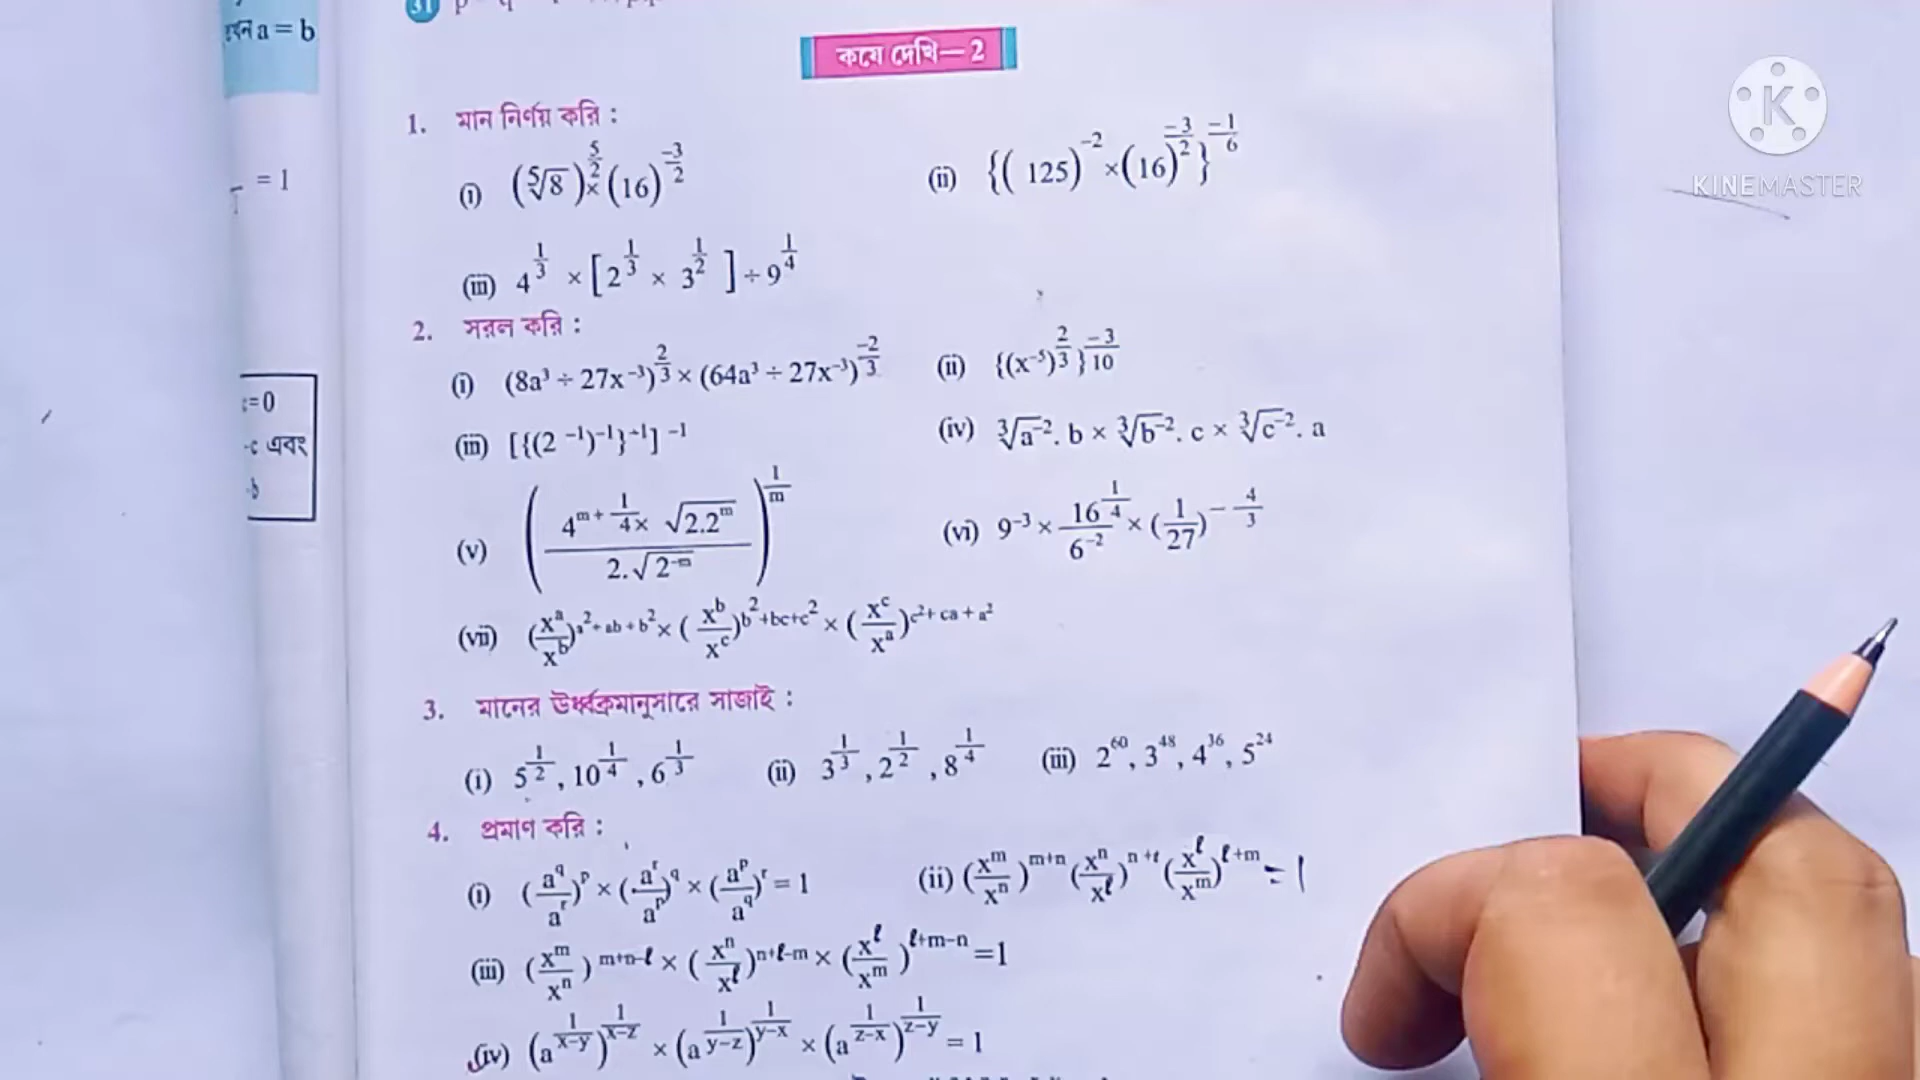 হয় a = b
31
কষে দেখি—2
= 1
1. মান নির্ণয় করি :
(i) (⁵√8)^{5/2} × (16)^{-3/2} (ii) {(125)^{-2} × (16)^{-3/2}}^{-1/6}
KINEMASTER
(iii) 4^{1/3} × [2^{1/3} × 3^{1/2}] ÷ 9^{1/4}
2. সরল করি :
(i) (8a³ ÷ 27x⁻³)^{2/3} × (64a³ ÷ 27x⁻³)^{-2/3} (ii) {(x⁻⁵)^{2/3}}^{-3/10}
=0
-c এবং
-b
(iii) [{(2⁻¹)⁻¹}⁻¹]⁻¹ (iv) ³√a⁻² . b × ³√b⁻² . c × ³√c⁻² . a
(v) (4^{m+1/4} × √2.2^m / 2.√2^{-m})^{1/m} (vi) 9⁻³ × 16^{1/4}/6⁻² × (1/27)^{-4/3}
(vii) (x^a/x^b)^{a²+ab+b²} × (x^b/x^c)^{b²+bc+c²} × (x^c/x^a)^{c²+ca+a²}
3. মানের ঊর্ধ্বক্রমানুসারে সাজাই :
(i) 5^{1/2}, 10^{1/4}, 6^{1/3} (ii) 3^{1/3}, 2^{1/2}, 8^{1/4} (iii) 2^{60}, 3^{48}, 4^{36}, 5^{24}
4. প্রমাণ করি :
(i) (a^q/a^r)^p × (a^r/a^p)^q × (a^p/a^q)^r = 1 (ii) (x^m/x^n)^{m+n} (x^n/x^ℓ)^{n+ℓ} (x^ℓ/x^m)^{ℓ+m} = 1
(iii) (x^m/x^n)^{m+n-ℓ} × (x^n/x^ℓ)^{n+ℓ-m} × (x^ℓ/x^m)^{ℓ+m-n} = 1
(iv) (a^{1/x-y})^{1/x-z} × (a^{1/y-z})^{1/y-x} × (a^{1/z-x})^{1/z-y} = 1